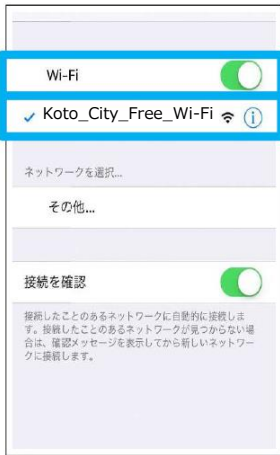 Wi-Fi
Koto_City_Free_Wi-Fi
ネットワークを選択...
その他...
接続を確認
接続したことのあるネットワークに自動的に接続しま
す。接続したことのあるネットワークが見つからない場
合は、確認メッセージを表示してから新しいネットワー
クに接続します。